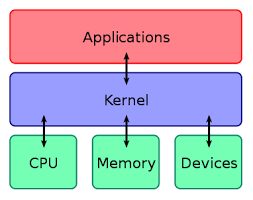 Applications
Kernel
CPU
Memory
Devices